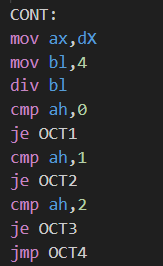 CONT:
mov ax,dX
mov bl,4
div bl
cmp ah,0
je OCT1
cmp ah,1
je OCT2
cmp ah,2
je OCT3
jmp OCT4